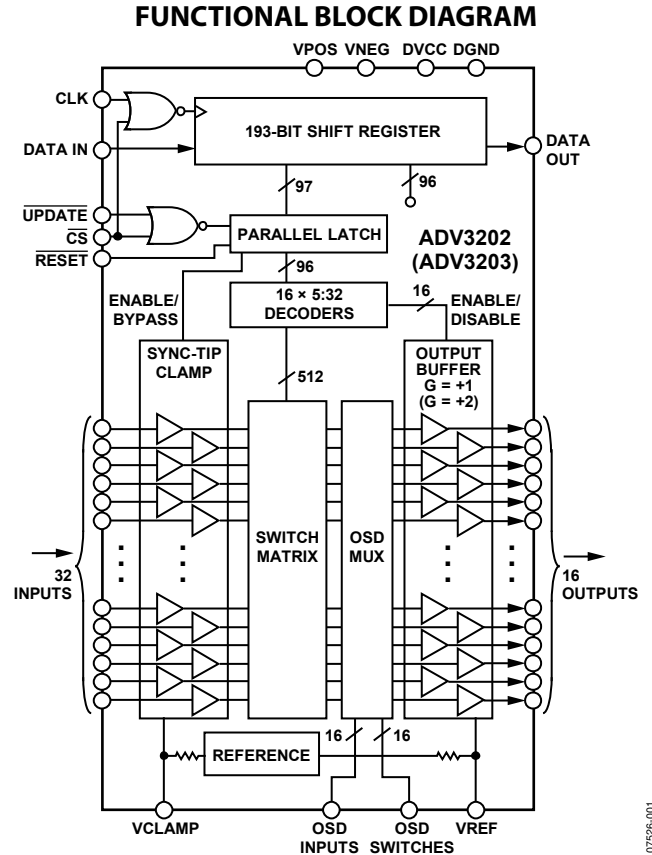 FUNCTIONAL BLOCK DIAGRAM
VPOS VNEG DVCC DGND
CLK
193-BIT SHIFT REGISTER
DATA IN
DATA
OUT
97
96
UPDATE
CS
RESET
PARALLEL LATCH
ADV3202
(ADV3203)
96
ENABLE/
BYPASS
16 × 5:32
DECODERS
16
ENABLE/
DISABLE
SYNC-TIP
CLAMP
512
OUTPUT
BUFFER
G = +1
(G = +2)
SWITCH
MATRIX
OSD
MUX
32
INPUTS
16
OUTPUTS
REFERENCE
16
16
VCLAMP
OSD
INPUTS
OSD
SWITCHES
VREF
07526-001